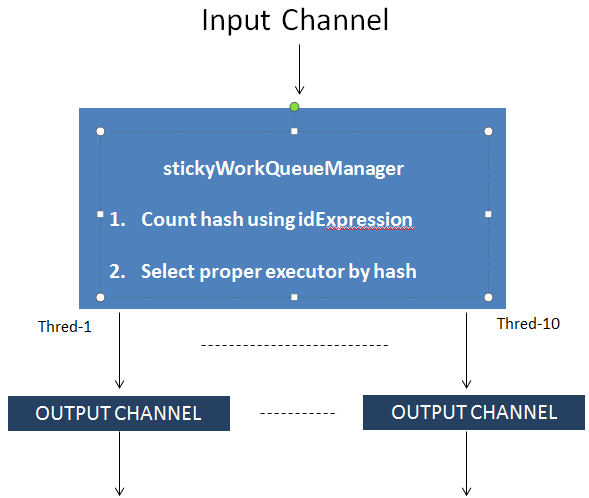 Input Channel
stickyWorkQueueManager
1. Count hash using idExpression
2. Select proper executor by hash
Thred-1
Thred-10
OUTPUT CHANNEL
OUTPUT CHANNEL